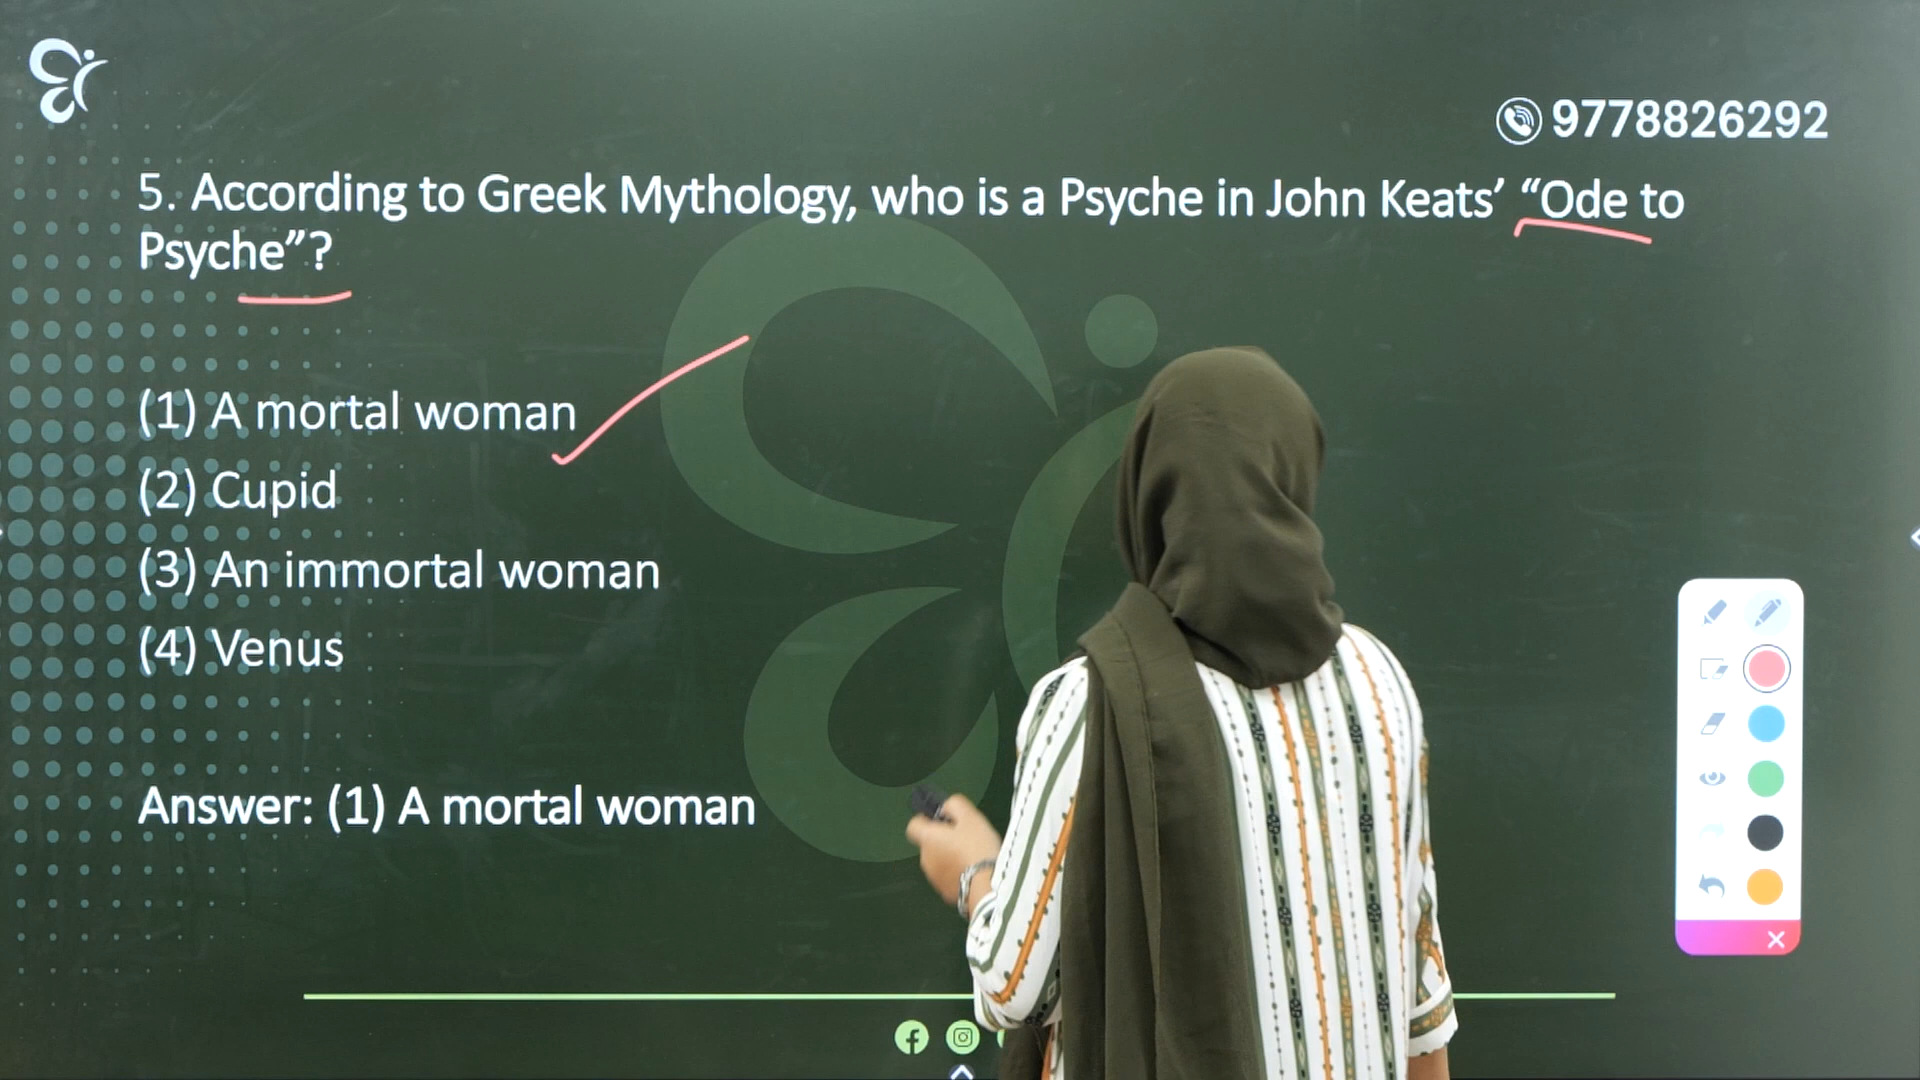 9778826292
5. According to Greek Mythology, who is a Psyche in John Keats’ “Ode to
Psyche”?
(1) A mortal woman
(2) Cupid
(3) An immortal woman
(4) Venus
Answer: (1) A mortal woman